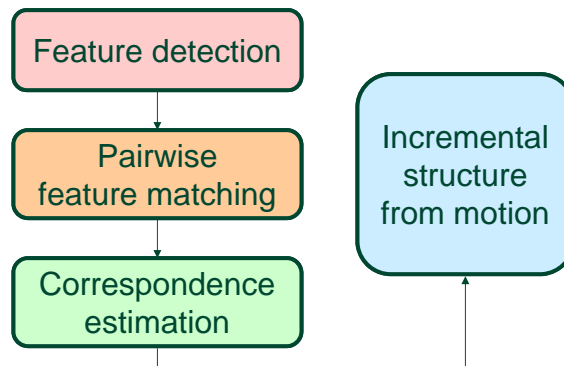 Feature detection
Pairwise
feature matching
Correspondence
estimation
Incremental
structure
from motion